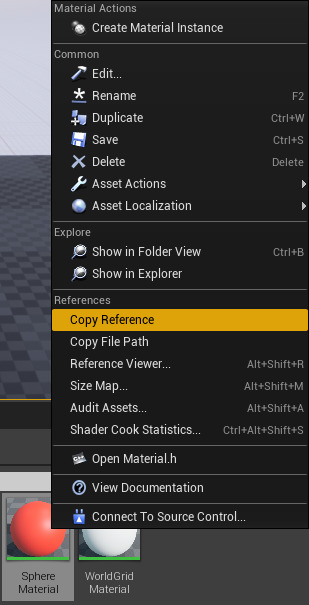 Material Actions
Create Material Instance
Common
Edit...
Rename F2
Duplicate Ctrl+W
Save Ctrl+S
Delete Delete
Asset Actions
Asset Localization
Explore
Show in Folder View Ctrl+B
Show in Explorer
References
Copy Reference
Copy File Path
Reference Viewer... Alt+Shift+R
Size Map... Alt+Shift+M
Audit Assets... Alt+Shift+A
Shader Cook Statistics... Ctrl+Alt+Shift+S
Open Material.h
View Documentation
Connect To Source Control...
Sphere
Material
WorldGrid
Material